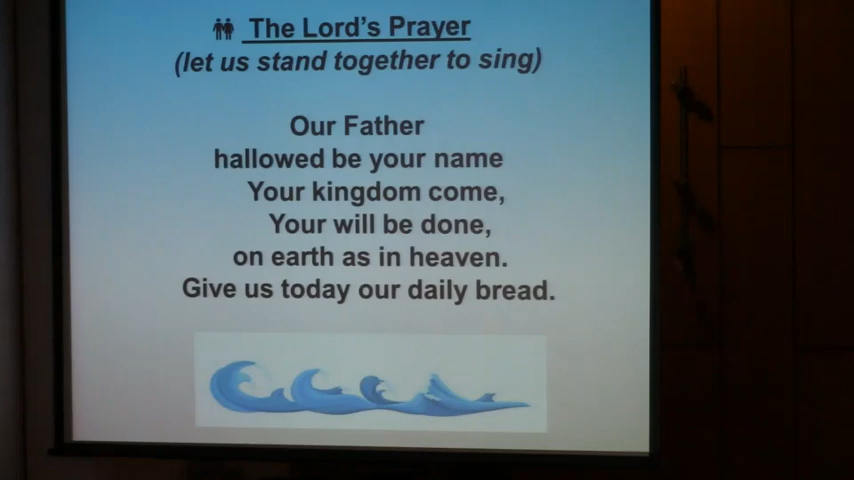 The Lord's Prayer
(let us stand together to sing)
Our Father
hallowed be your name
Your kingdom come,
Your will be done,
on earth as in heaven.
Give us today our daily bread.